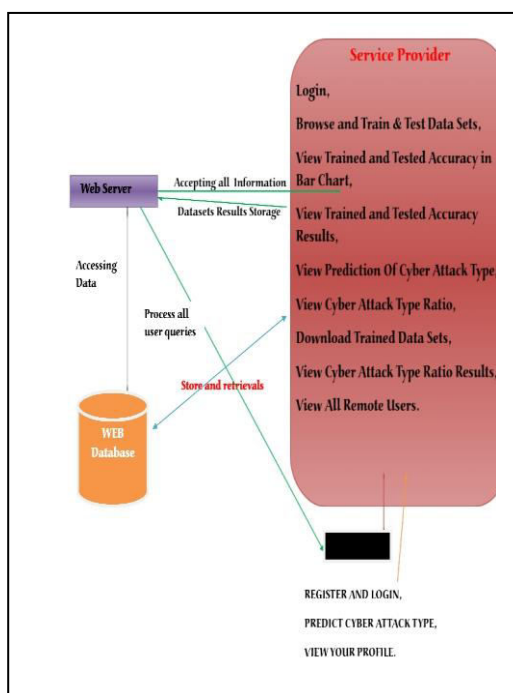 Service Provider
Login,
Browse and Train & Test Data Sets,
View Trained and Tested Accuracy in
Bar Chart,
View Trained and Tested Accuracy
Results,
View Prediction Of Cyber Attack Type,
View Cyber Attack Type Ratio,
Download Trained Data Sets,
View Cyber Attack Type Ratio Results,
View All Remote Users.
Web Server
Accepting all Information
Datasets Results Storage
Accessing
Data
Process all
user queries
Store and retrievals
WEB
Database
REGISTER AND LOGIN,
PREDICT CYBER ATTACK TYPE,
VIEW YOUR PROFILE.